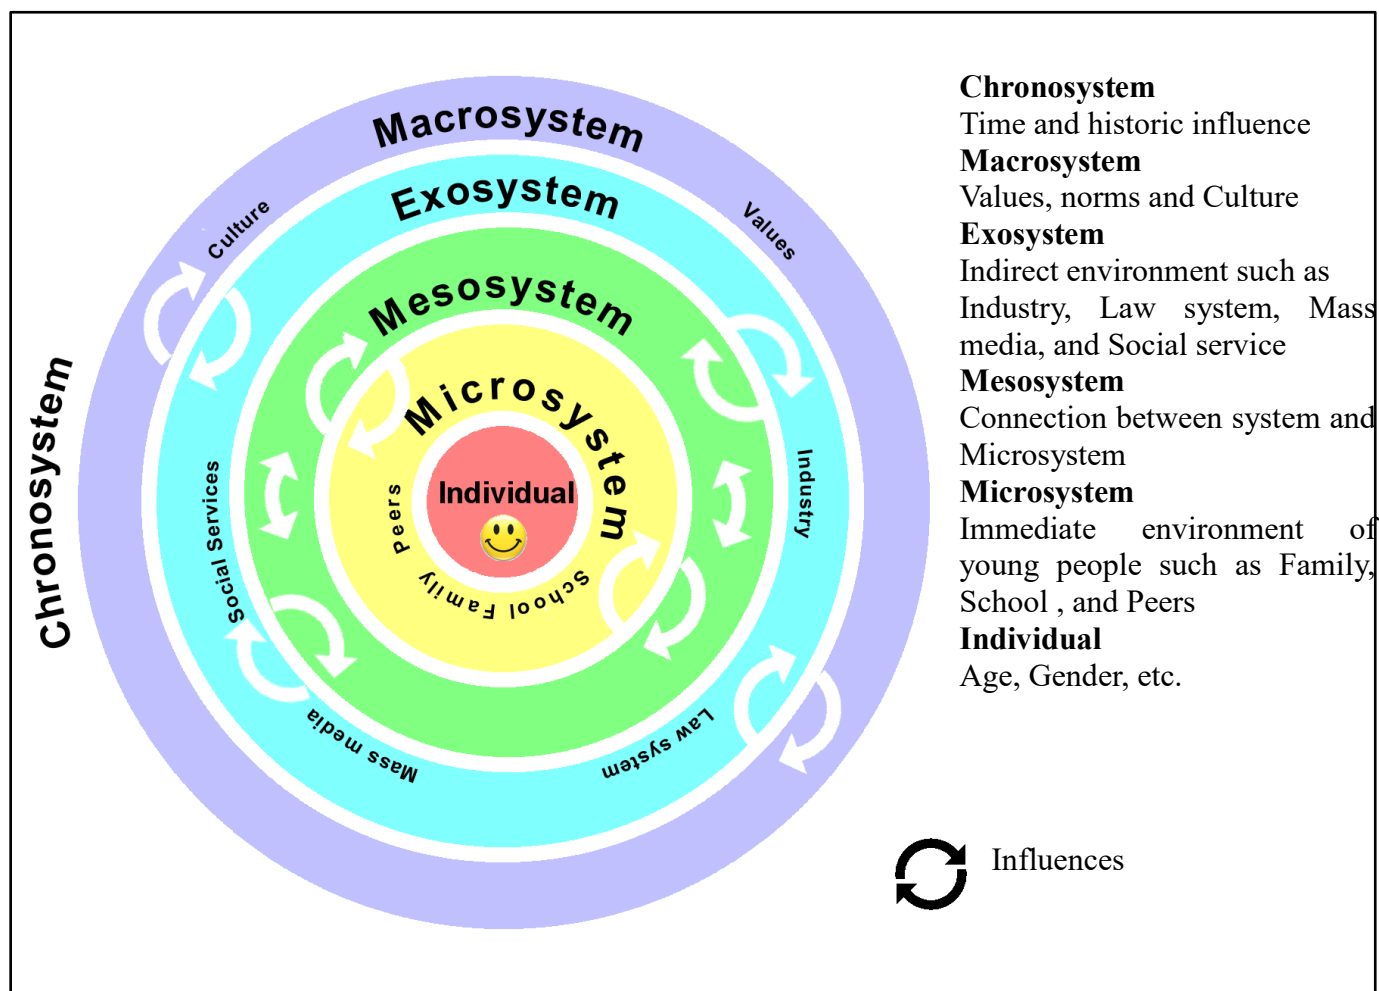 Macrosystem
Exosystem
Mesosystem
Microsystem
Individual
Culture
Values
Chronosystem
Social Services
Industry
Peers
School Family
Mass media
Law system
Chronosystem
Time and historic influence
Macrosystem
Values, norms and Culture
Exosystem
Indirect environment such as
Industry, Law system, Mass
media, and Social service
Mesosystem
Connection between system and
Microsystem
Microsystem
Immediate environment of
young people such as Family,
School , and Peers
Individual
Age, Gender, etc.
Influences